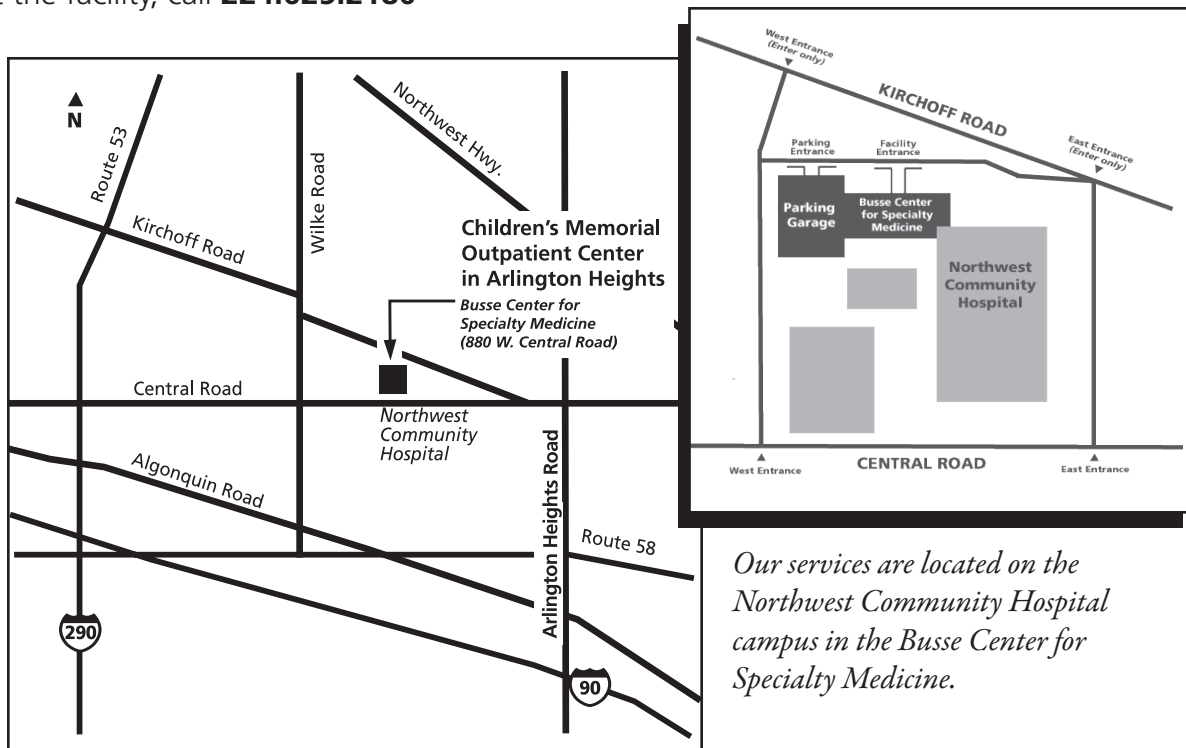 the facility, call 224.625.2180
N
Route 53
Kirchoff Road
Wilke Road
Northwest Hwy.
Children's Memorial
Outpatient Center
in Arlington Heights
Busse Center for
Specialty Medicine
(880 W. Central Road)
Central Road
Northwest
Community
Hospital
Algonquin Road
Arlington Heights Road
Route 58
290
90
West Entrance
(Enter only)
KIRCHOFF ROAD
East Entrance
(Enter only)
Parking
Entrance
Facility
Entrance
Parking
Garage
Busse Center
for Specialty
Medicine
Northwest
Community
Hospital
West Entrance
CENTRAL ROAD
East Entrance
Our services are located on the
Northwest Community Hospital
campus in the Busse Center for
Specialty Medicine.